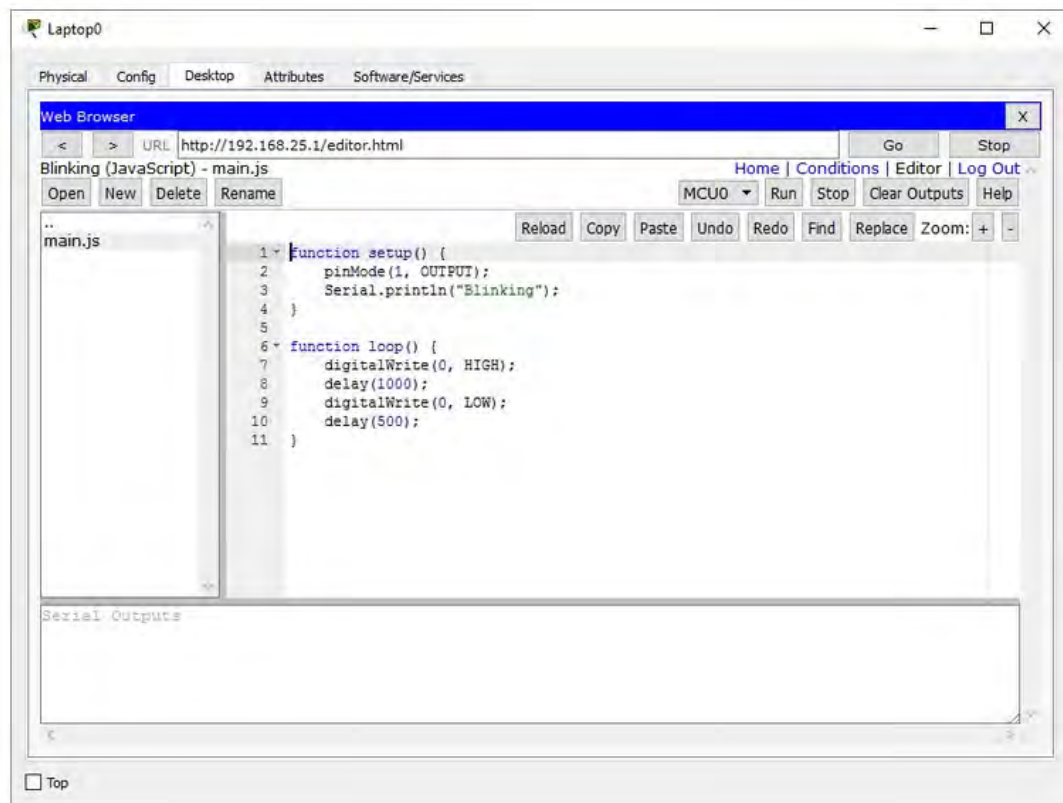 Laptop0
Physical Config Desktop Attributes Software/Services
Web Browser X
< > URL http://192.168.25.1/editor.html Go Stop
Blinking (JavaScript) - main.js Home | Conditions | Editor | Log Out
Open New Delete Rename MCU0 Run Stop Clear Outputs Help
Reload Copy Paste Undo Redo Find Replace Zoom: + -
..
main.js
1 function setup() {
2 pinMode(1, OUTPUT);
3 Serial.println("Blinking");
4 }
5
6 function loop() {
7 digitalWrite(0, HIGH);
8 delay(1000);
9 digitalWrite(0, LOW);
10 delay(500);
11 }
Serial Outputs
Top